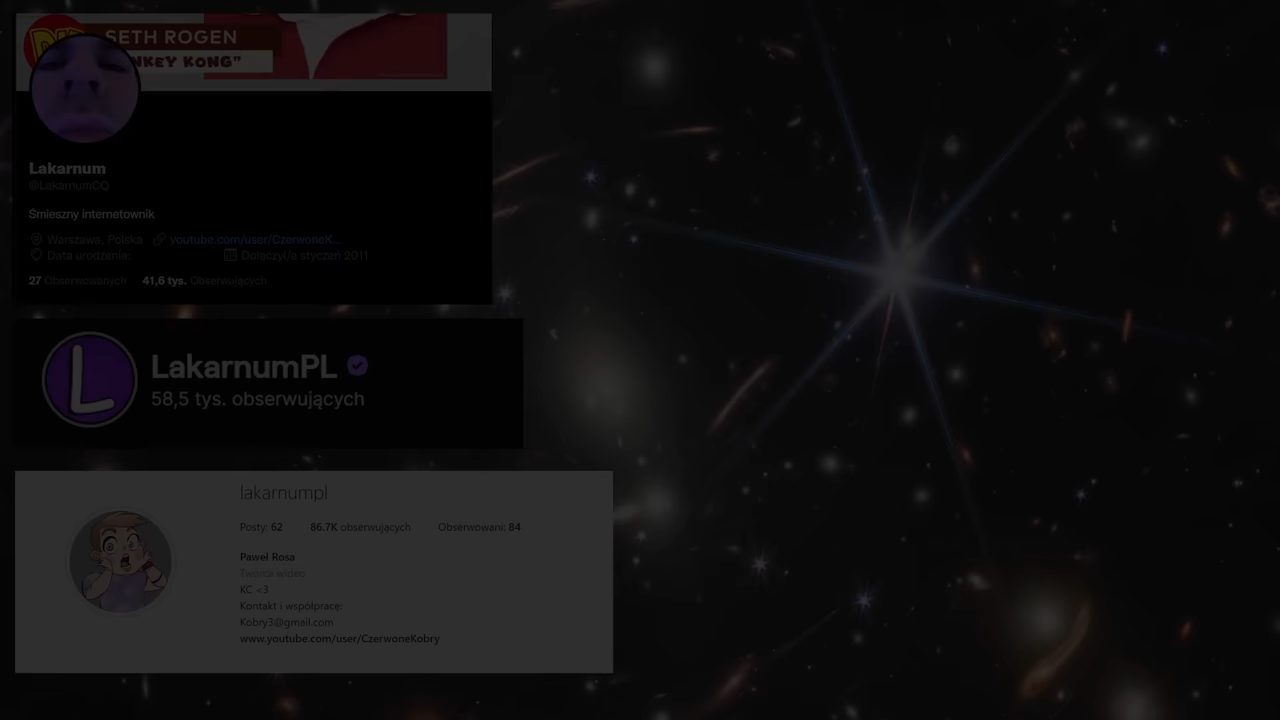 SETH ROGEN
NKEY KONG"
Lakarnum
@LakarnumCQ
Śmieszny internetownik
Warszawa, Polska youtube.com/user/CzerwoneK...
Data urodzenia: Dołączył/a styczeń 2011
27 Obserwowanych 41,6 tys. Obserwujących
L
LakarnumPL
58,5 tys. obserwujących
lakarnumpl
Posty: 62 86.7K obserwujących Obserwowani: 84
Paweł Rosa
Twórca wideo
KC <3
Kontakt i współpracę:
Kobry3@gmail.com
www.youtube.com/user/CzerwoneKobry